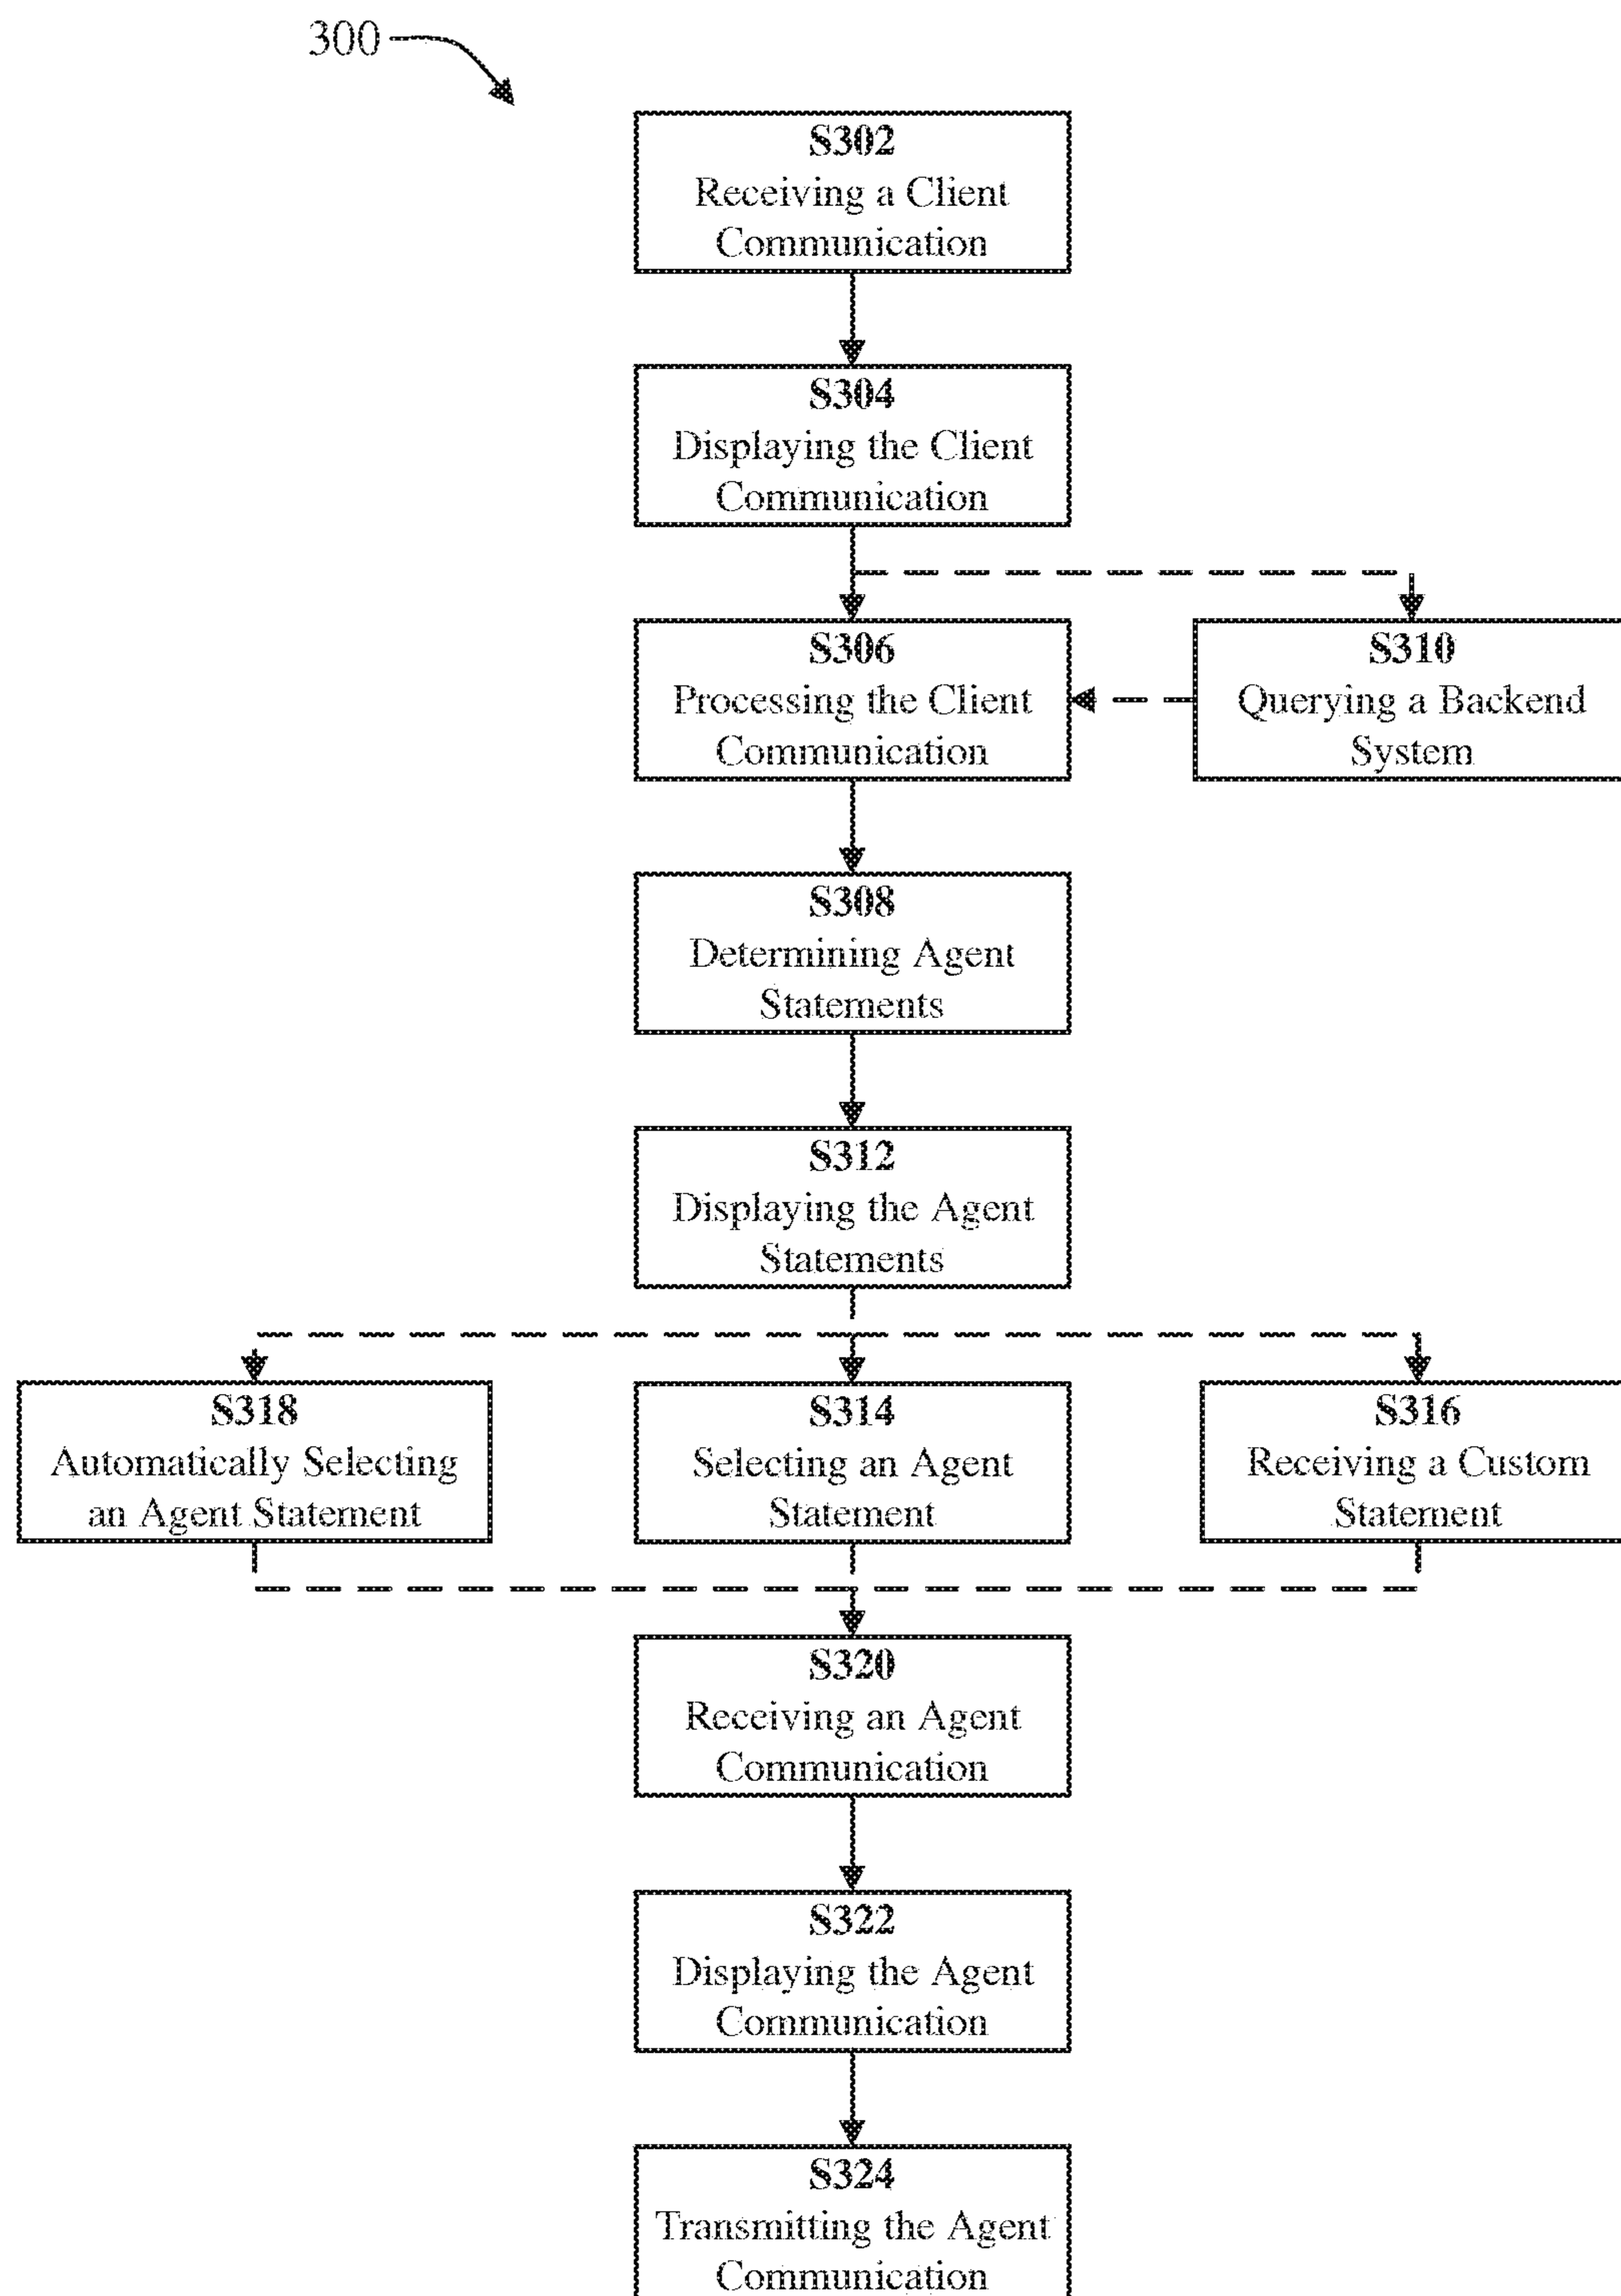 300
S302
Receiving a Client
Communication
S304
Displaying the Client
Communication
S306
Processing the Client
Communication
S310
Querying a Backend
System
S308
Determining Agent
Statements
S312
Displaying the Agent
Statements
S318
Automatically Selecting
an Agent Statement
S314
Selecting an Agent
Statement
S316
Receiving a Custom
Statement
S320
Receiving an Agent
Communication
S322
Displaying the Agent
Communication
S324
Transmitting the Agent
Communication